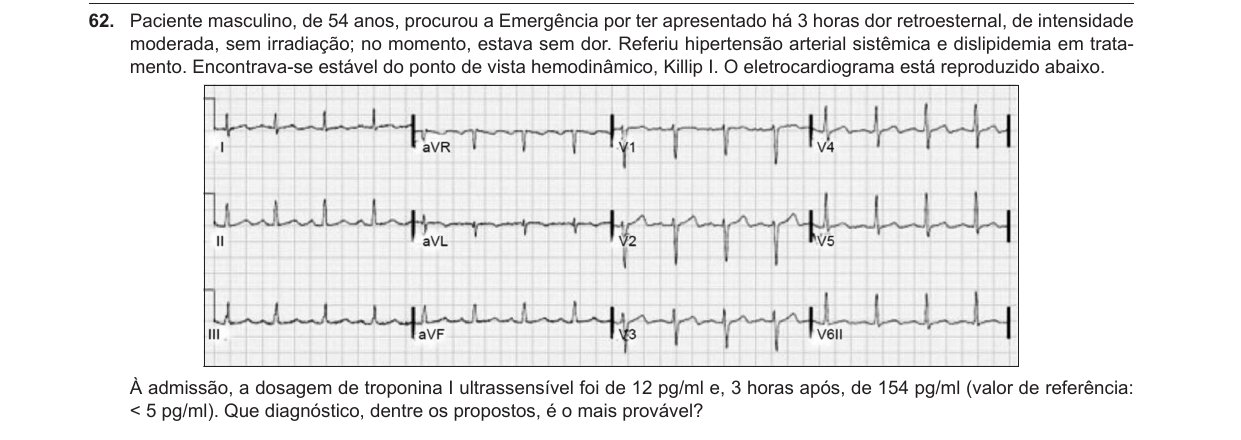 62. Paciente masculino, de 54 anos, procurou a Emergência por ter apresentado há 3 horas dor retroesternal, de intensidade
moderada, sem irradiação; no momento, estava sem dor. Referiu hipertensão arterial sistêmica e dislipidemia em trata-
mento. Encontrava-se estável do ponto de vista hemodinâmico, Killip I. O eletrocardiograma está reproduzido abaixo.
I aVR V1 V4
II aVL V2 V5
III aVF V3 V6II
À admissão, a dosagem de troponina I ultrassensível foi de 12 pg/ml e, 3 horas após, de 154 pg/ml (valor de referência:
< 5 pg/ml). Que diagnóstico, dentre os propostos, é o mais provável?